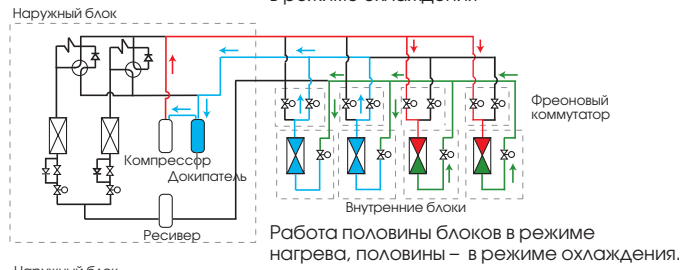 Наружный блок
Фреоновый
коммутатор
Компрессор
Докипатель
Внутренние блоки
Ресивер
Работа половины блоков в режиме
нагрева, половины – в режиме охлаждения.